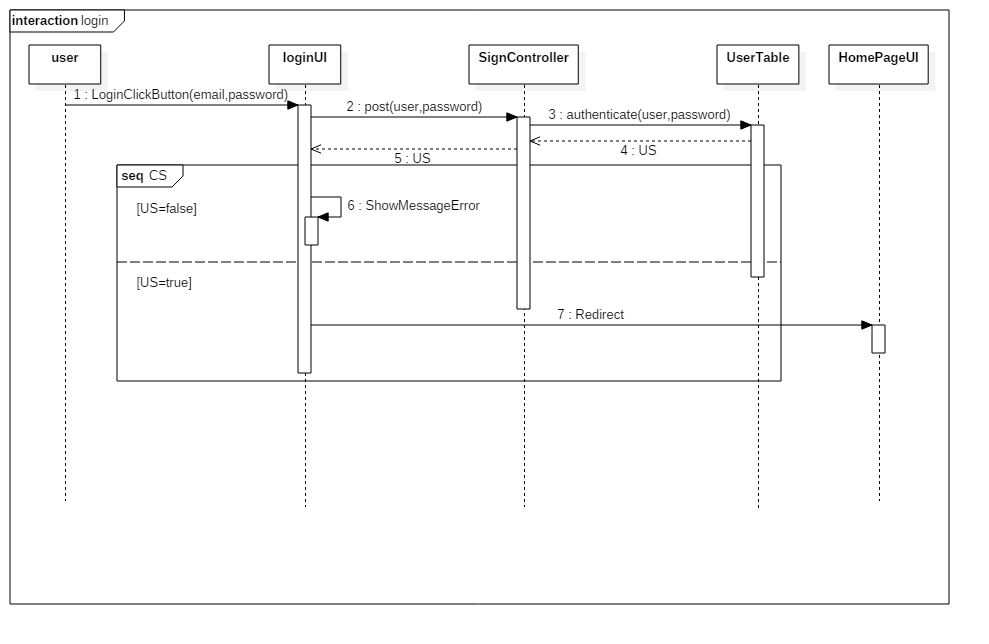 interaction login
user
loginUI
SignController
UserTable
HomePageUI
1 : LoginClickButton(email,password)
2 : post(user,password)
3 : authenticate(user,password)
4 : US
5 : US
seq CS
[US=false]
6 : ShowMessageError
[US=true]
7 : Redirect